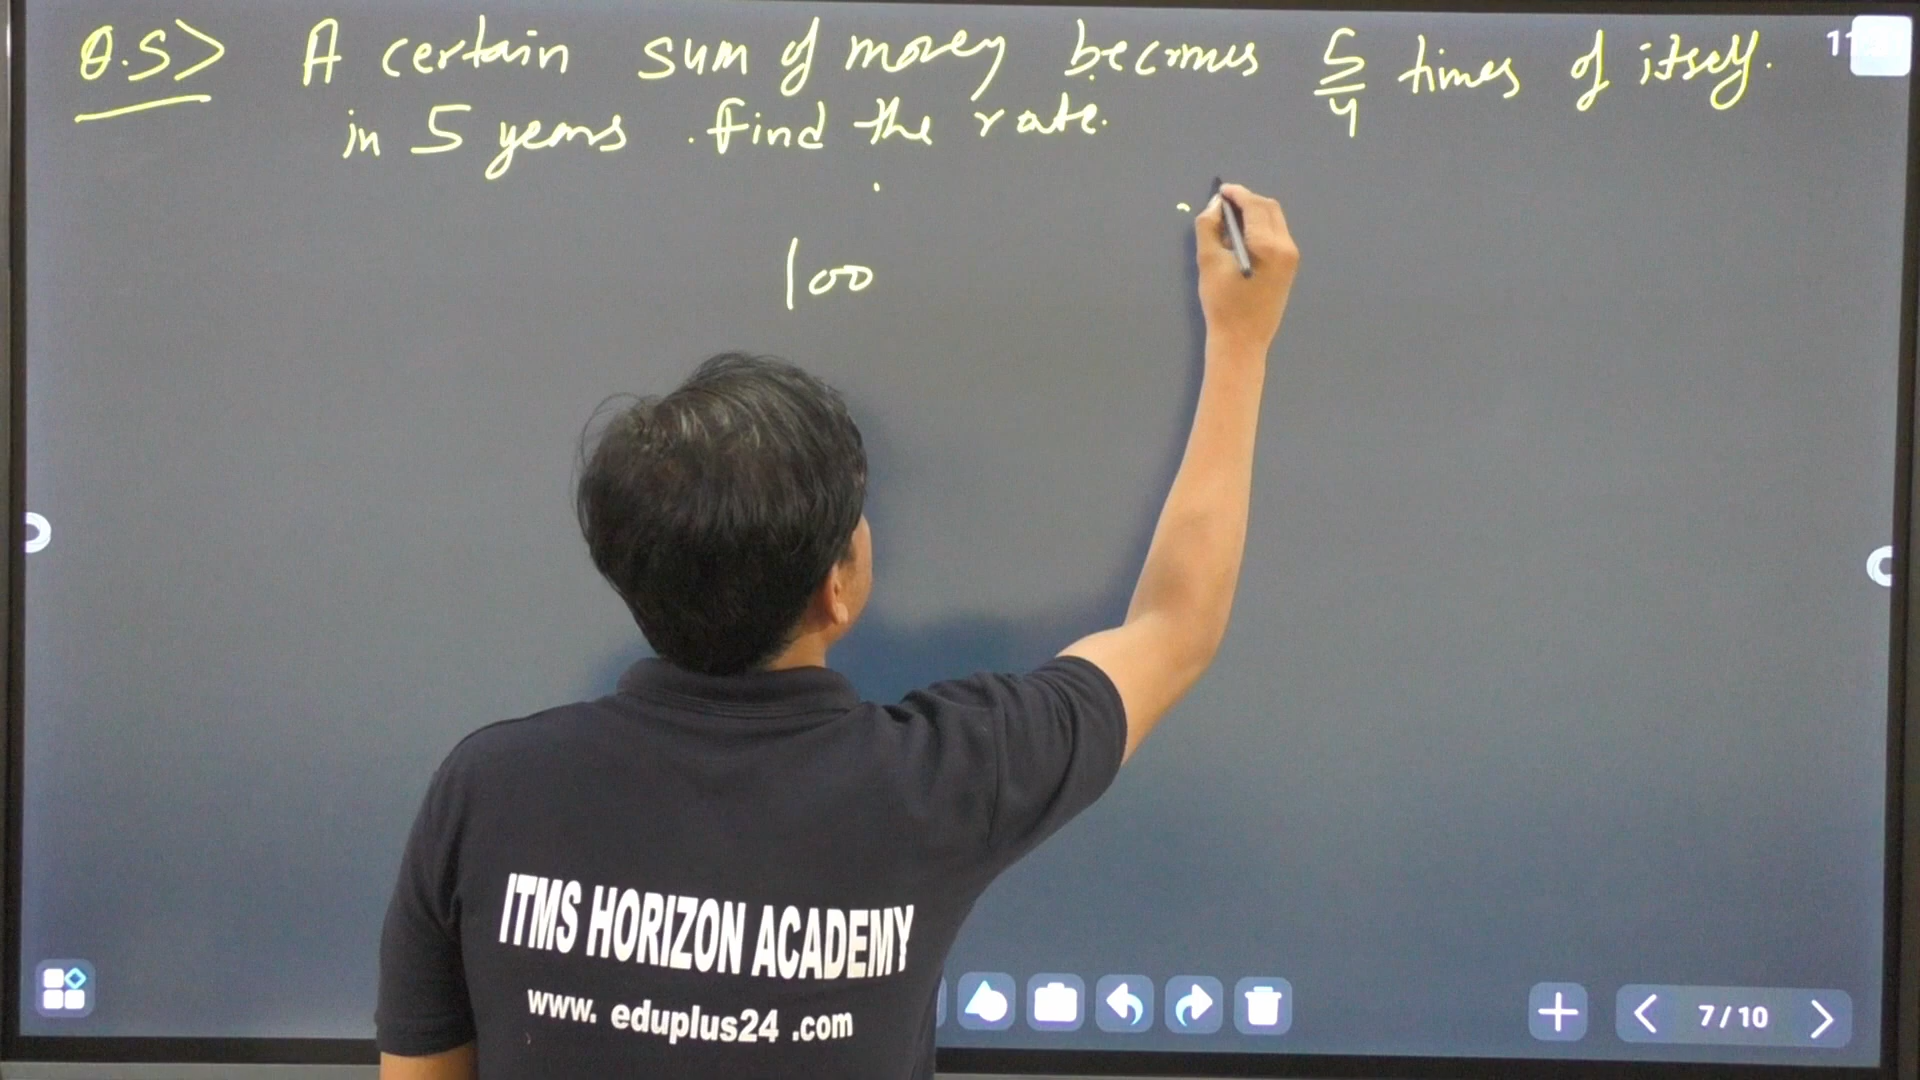 Q.5> A certain sum of money becomes 5/4 times of itself.
in 5 years. find the rate.
100
ITMS HORIZON ACADEMY
www. eduplus24 .com
7/10